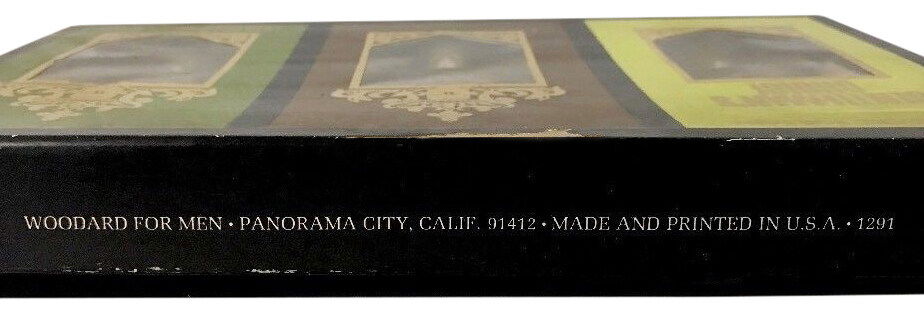 WOODARD FOR MEN • PANORAMA CITY, CALIF. 91412 • MADE AND PRINTED IN U.S.A. • 1291